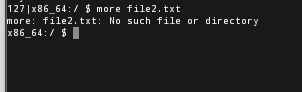 127|x86_64:/ $ more file2.txt
more: file2.txt: No such file or directory
x86_64:/ $